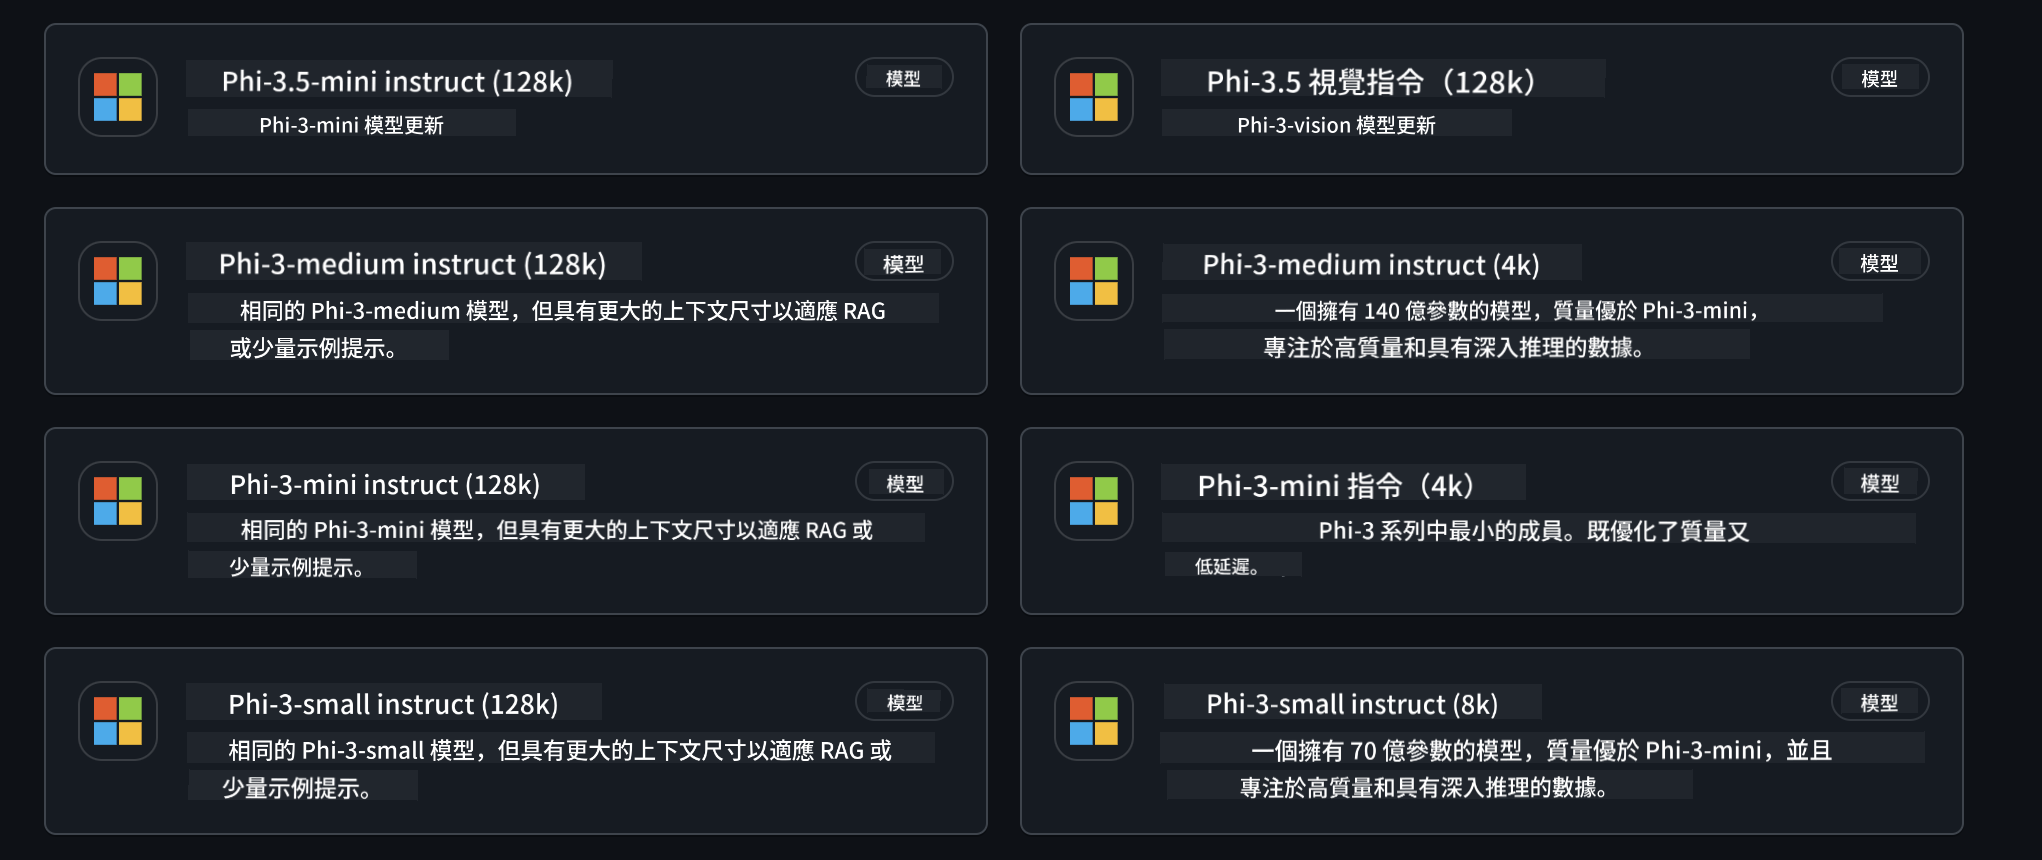 Phi-3.5-mini instruct (128k)
模型
Phi-3-mini 模型更新
Phi-3.5 視覺指令（128k）
模型
Phi-3-vision 模型更新
Phi-3-medium instruct (128k)
模型
相同的 Phi-3-medium 模型，但具有更大的上下文尺寸以適應 RAG
或少量示例提示。
Phi-3-medium instruct (4k)
模型
一個擁有 140 億參數的模型，質量優於 Phi-3-mini，
專注於高質量和具有深入推理的數據。
Phi-3-mini instruct (128k)
模型
相同的 Phi-3-mini 模型，但具有更大的上下文尺寸以適應 RAG 或
少量示例提示。
Phi-3-mini 指令（4k）
模型
Phi-3 系列中最小的成員。既優化了質量又
低延遲。
Phi-3-small instruct (128k)
模型
相同的 Phi-3-small 模型，但具有更大的上下文尺寸以適應 RAG 或
少量示例提示。
Phi-3-small instruct (8k)
模型
一個擁有 70 億參數的模型，質量優於 Phi-3-mini，並且
專注於高質量和具有深入推理的數據。